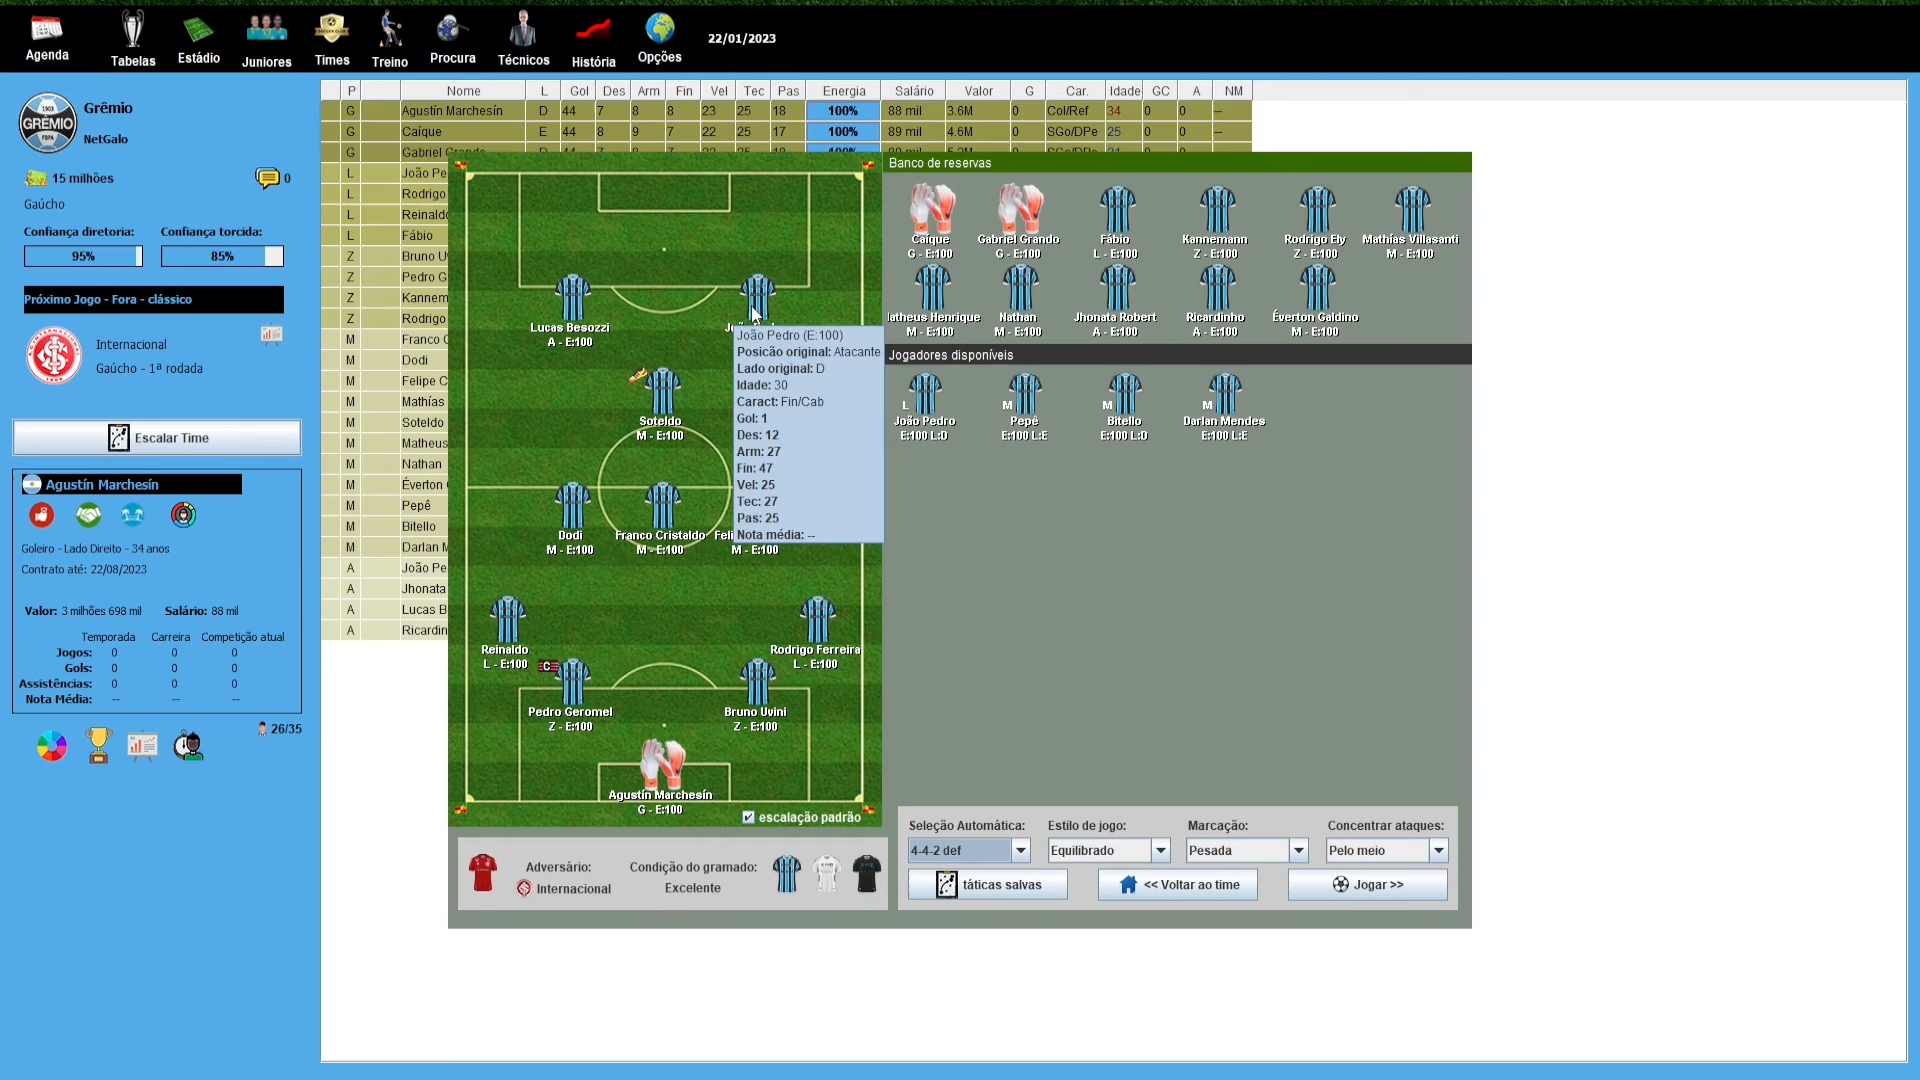 Agenda
Tabelas
Estádio
Juniores
Times
Treino
Procura
Técnicos
História
Opções
22/01/2023
Grêmio
NetGalo
15 milhões
0
Gaúcho
Confiança diretoria: Confiança torcida:
95% 85%
Próximo Jogo - Fora - clássico
Internacional
Gaúcho - 1ª rodada
Escalar Time
Agustín Marchesín
Goleiro - Lado Direito - 34 anos
Contrato até: 22/08/2023
Valor: 3 milhões 698 mil Salário: 88 mil
Temporada Carreira Competição atual
Jogos: 0 0 0
Gols: 0 0 0
Assistências: 0 0 0
Nota Média: -- -- --
26/35
P Nome L Gol Des Arm Fin Vel Tec Pas Energia Salário Valor G Car. Idade GC A NM
G Agustín Marchesín D 44 7 8 8 23 25 18 100% 88 mil 3.6M 0 Col/Ref 34 0 0 --
G Caíque E 44 8 9 7 22 25 17 100% 89 mil 4.6M 0 SGo/DPe 25 0 0 --
G Gabriel Grando
L João Pe
L Rodrigo
L Reinaldo
L Fábio
Z Bruno U
Z Pedro G
Z Kannem
Z Rodrigo
M Franco C
M Dodi
M Felipe C
M Mathías
M Soteldo
M Matheus
M Nathan
M Éverton
M Pepê
M Bitello
M Darlan M
A João Pe
A Jhonata
A Lucas B
A Ricardin
Lucas Besozzi
A - E:100
João Pedro (E:100)
Posicão original: Atacante
Lado original: D
Idade: 30
Caract: Fin/Cab
Gol: 1
Des: 12
Arm: 27
Fin: 47
Vel: 25
Tec: 27
Pas: 25
Nota média: --
Soteldo
M - E:100
Dodi
M - E:100
Franco Cristaldo
M - E:100
Feli
M - E:100
Reinaldo
L - E:100
Rodrigo Ferreira
L - E:100
C
Pedro Geromel
Z - E:100
Bruno Uvini
Z - E:100
Agustín Marchesín
G - E:100
escalação padrão
Banco de reservas
Caíque
G - E:100
Gabriel Grando
G - E:100
Fábio
L - E:100
Kannemann
Z - E:100
Rodrigo Ely
Z - E:100
Mathías Villasanti
M - E:100
latheus Henrique
M - E:100
Nathan
M - E:100
Jhonata Robert
A - E:100
Ricardinho
A - E:100
Éverton Galdino
M - E:100
Jogadores disponíveis
L
João Pedro
E:100 L:D
M
Pepê
E:100 L:E
M
Bitello
E:100 L:D
M
Darlan Mendes
E:100 L:E
Adversário:
Internacional
Condição do gramado:
Excelente
Seleção Automática: Estilo de jogo: Marcação: Concentrar ataques:
4-4-2 def Equilibrado Pesada Pelo meio
táticas salvas << Voltar ao time Jogar >>